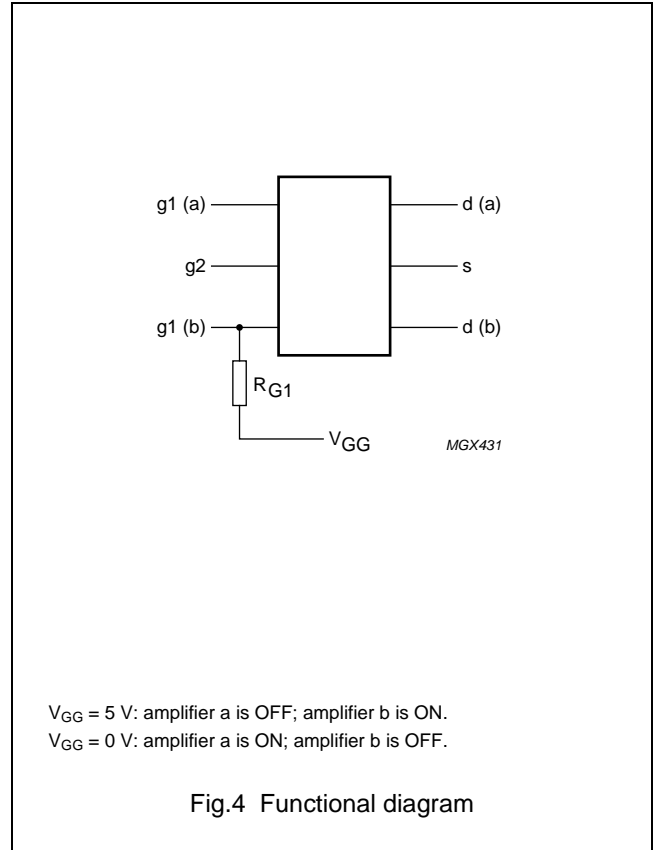 g1 (a) d (a)
g2 s
g1 (b) d (b)
RG1
VGG MGX431
VGG = 5 V: amplifier a is OFF; amplifier b is ON.
VGG = 0 V: amplifier a is ON; amplifier b is OFF.
Fig.4 Functional diagram